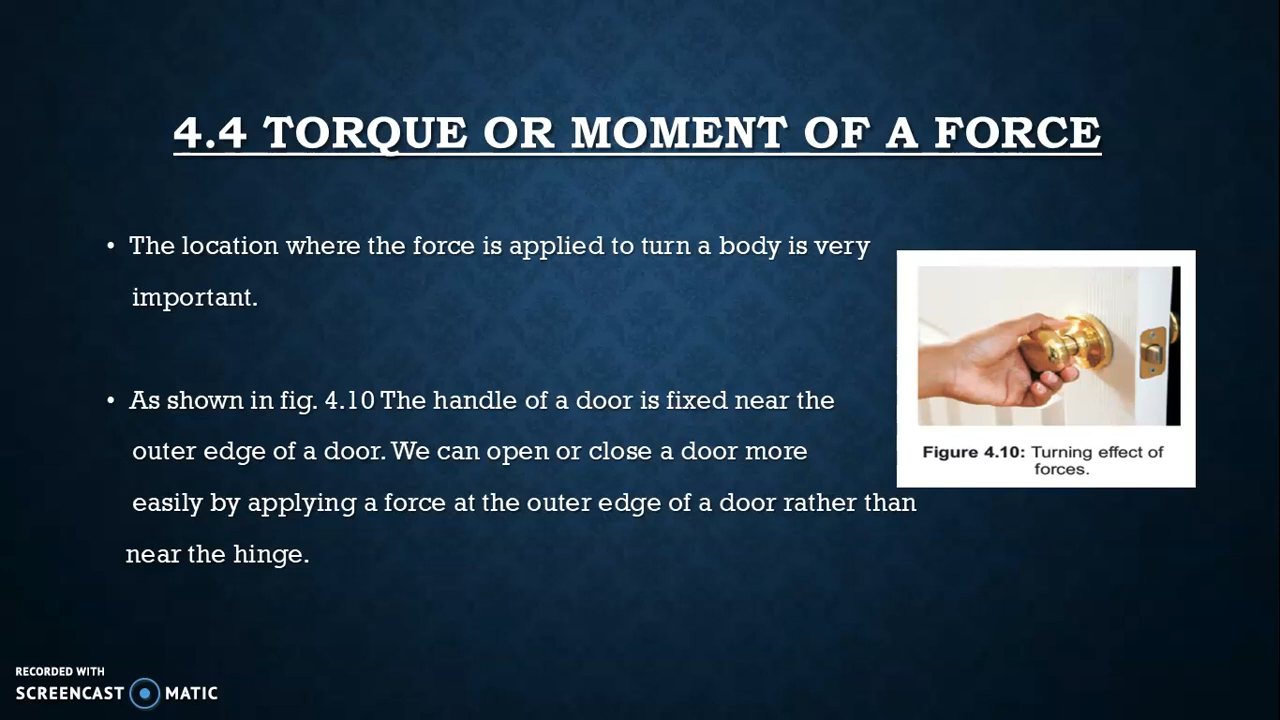 4.4 TORQUE OR MOMENT OF A FORCE
• The location where the force is applied to turn a body is very
important.
• As shown in fig. 4.10 The handle of a door is fixed near the
outer edge of a door. We can open or close a door more
easily by applying a force at the outer edge of a door rather than
near the hinge.
Figure 4.10: Turning effect of
forces.
RECORDED WITH
SCREENCAST MATIC